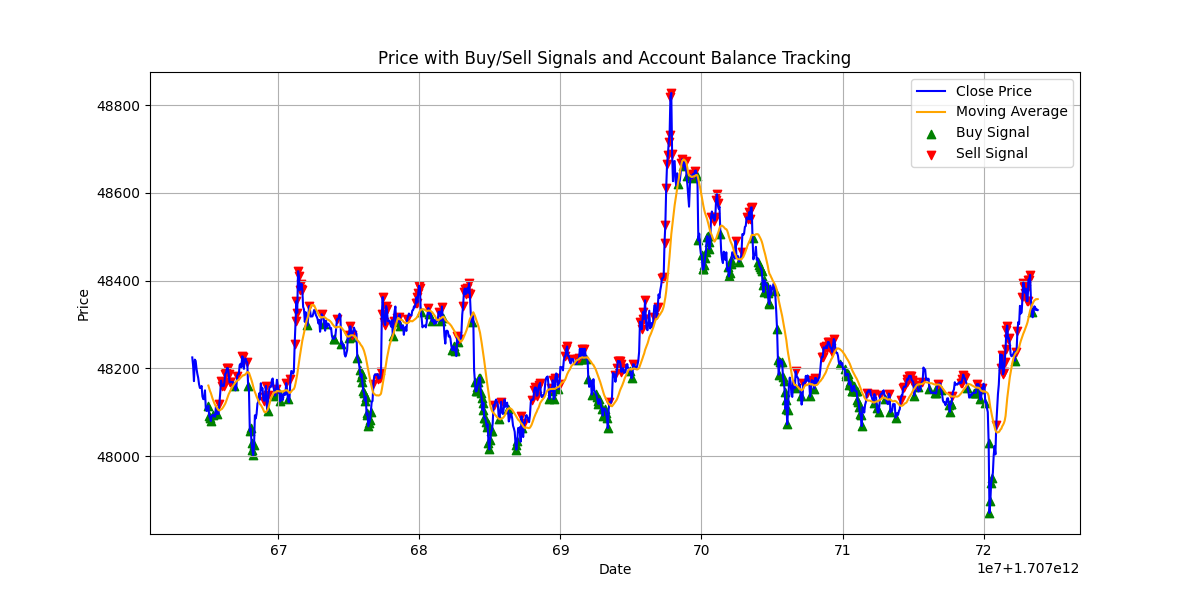 Price with Buy/Sell Signals and Account Balance Tracking
Close Price
Moving Average
Buy Signal
Sell Signal
48800
48600
48400
48200
48000
Price
67 68 69 70 71 72
1e7+1.707e12
Date